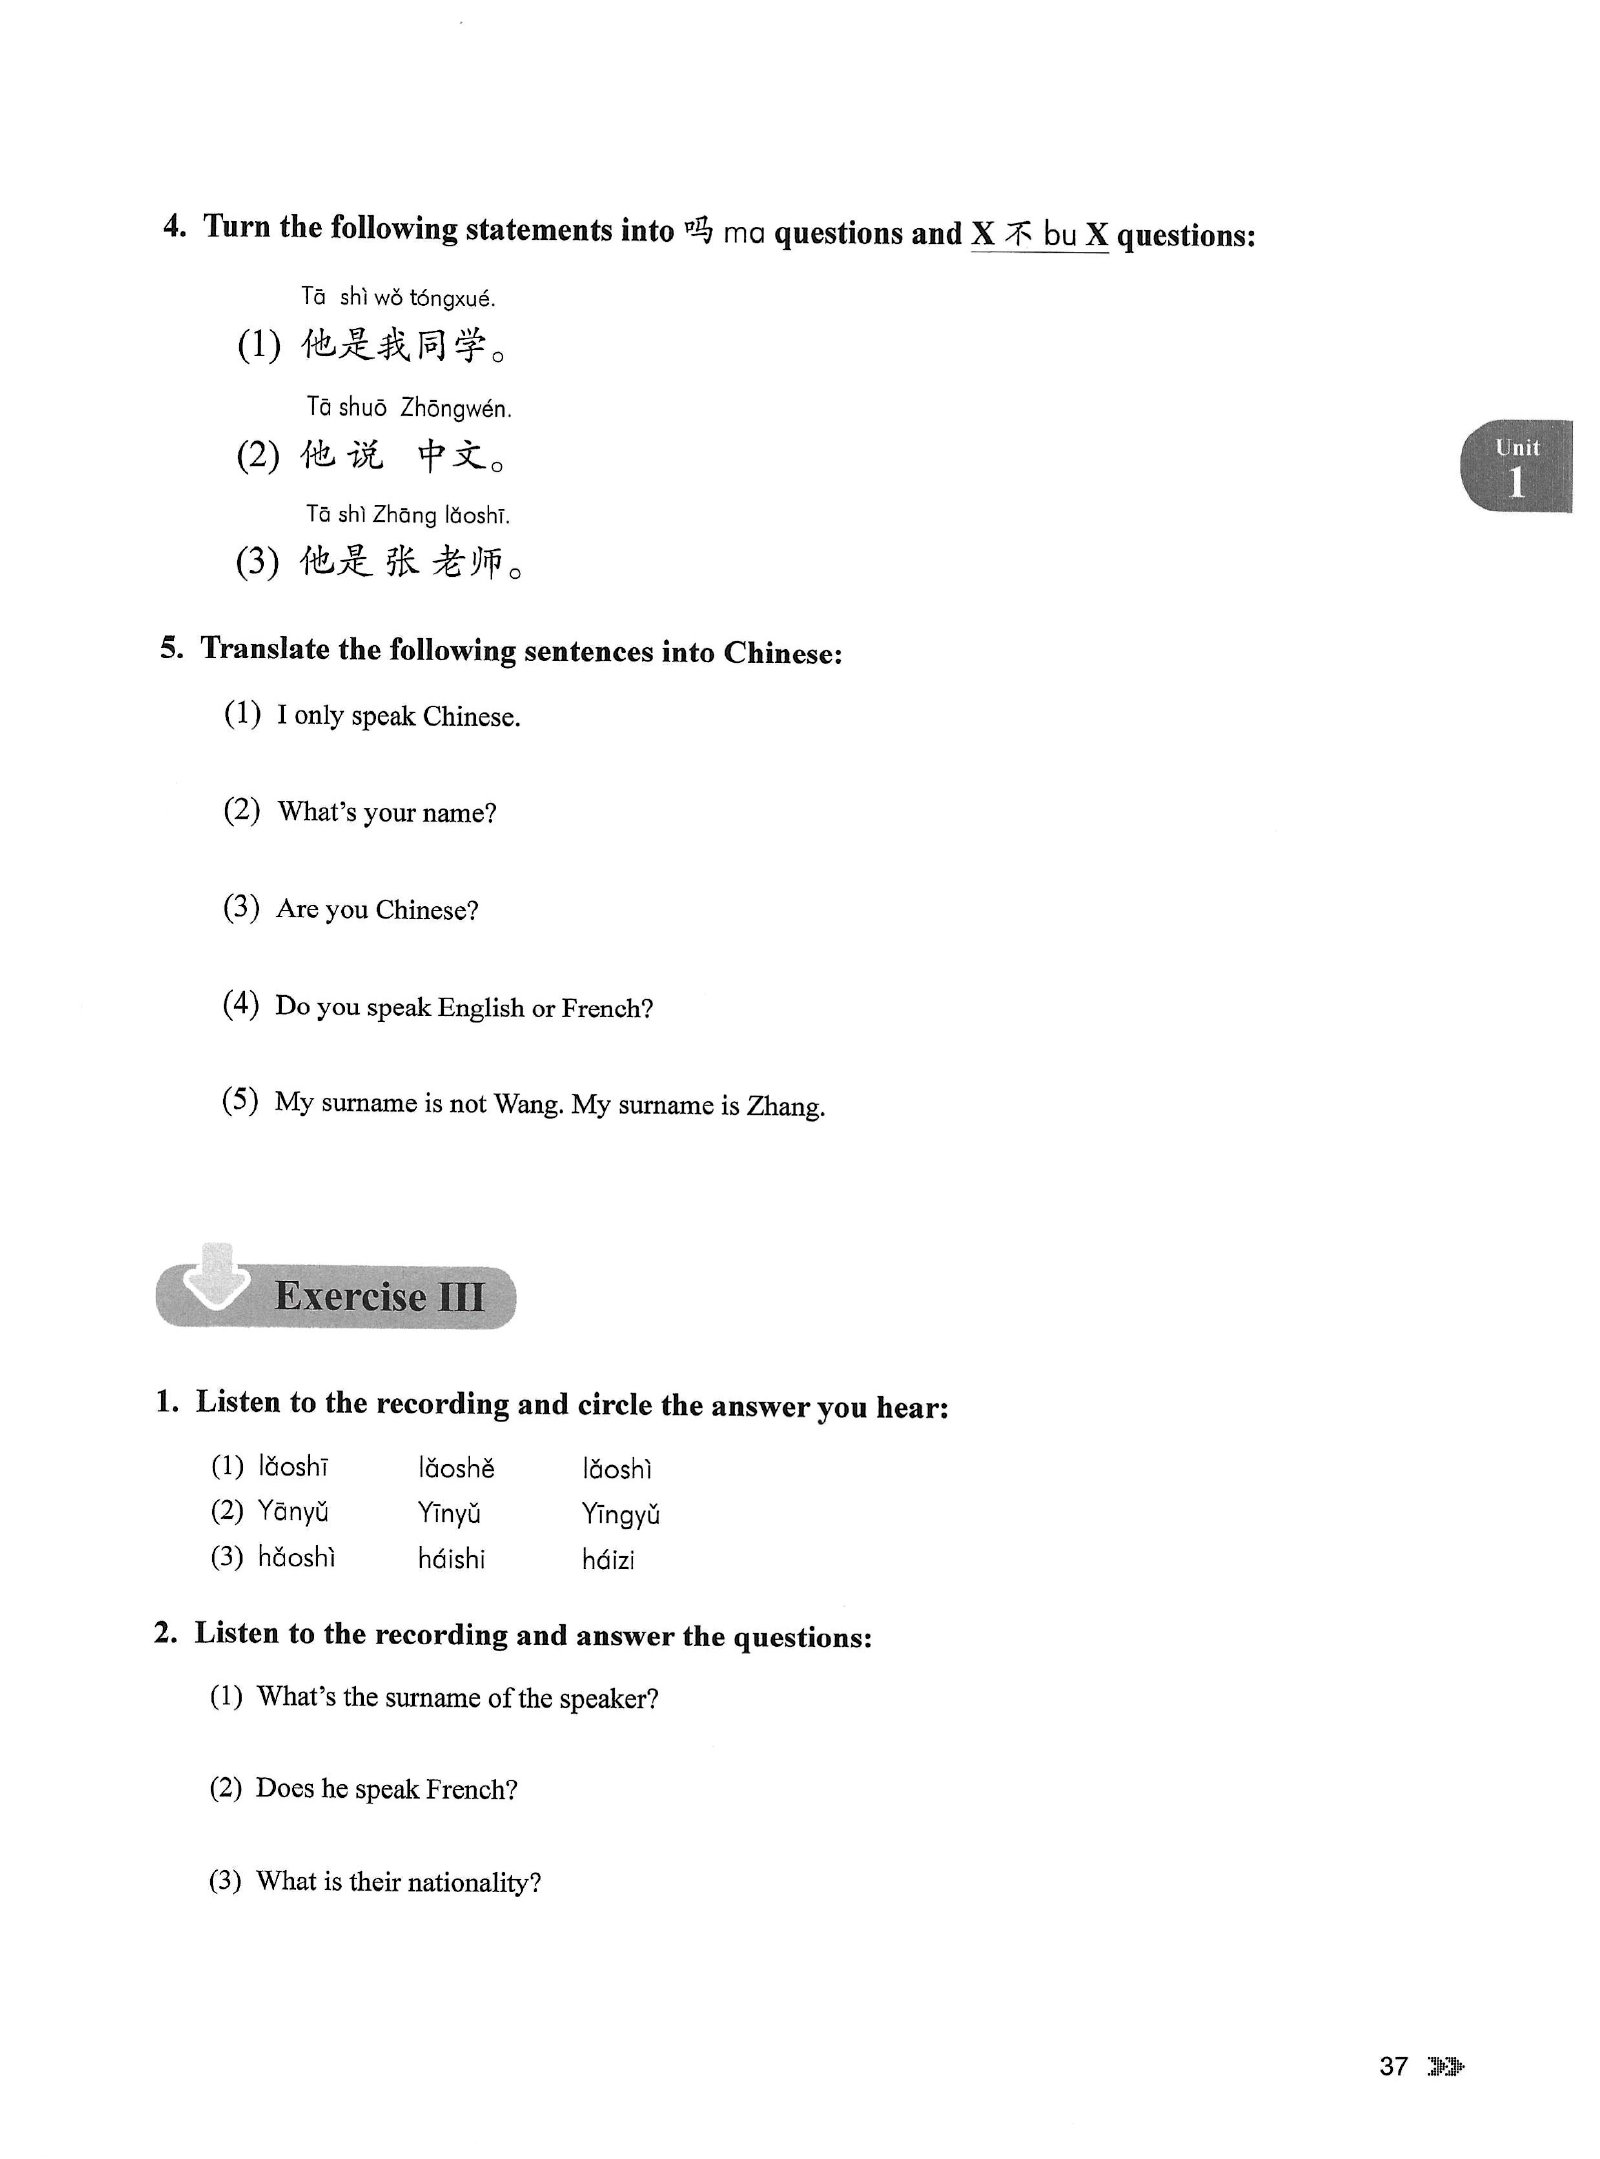 4. Turn the following statements into 吗 ma questions and X 不 bu X questions:
Tā shì wǒ tóngxué.
(1) 他是我同学。
Tā shuō Zhōngwén.
(2) 他说 中文。
Tā shì Zhāng lǎoshī.
(3) 他是 张 老师。
Unit
1
5. Translate the following sentences into Chinese:
(1) I only speak Chinese.
(2) What's your name?
(3) Are you Chinese?
(4) Do you speak English or French?
(5) My surname is not Wang. My surname is Zhang.
Exercise III
1. Listen to the recording and circle the answer you hear:
(1) lǎoshī lǎoshě lǎoshì
(2) Yānyǔ Yīnyǔ Yīngyǔ
(3) hǎoshì háishi háizi
2. Listen to the recording and answer the questions:
(1) What's the surname of the speaker?
(2) Does he speak French?
(3) What is their nationality?
37